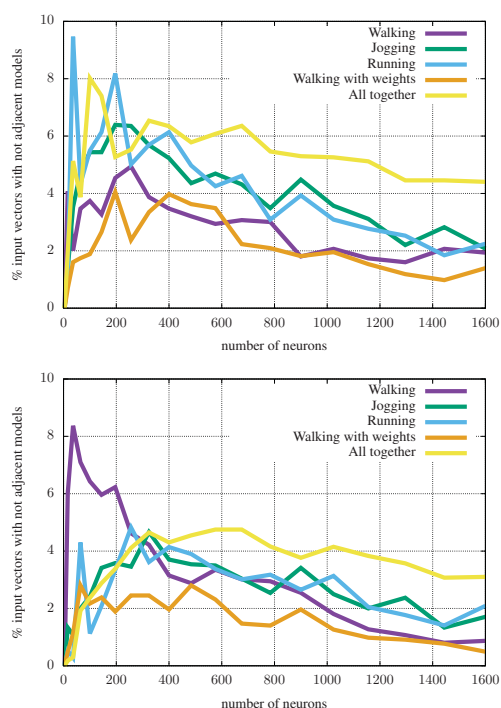 10
8
6
4
2
0
% input vectors with not adjacent models
Walking
Jogging
Running
Walking with weights
All together
0 200 400 600 800 1000 1200 1400 1600
number of neurons
10
8
6
4
2
0
% input vectors with not adjacent models
Walking
Jogging
Running
Walking with weights
All together
0 200 400 600 800 1000 1200 1400 1600
number of neurons